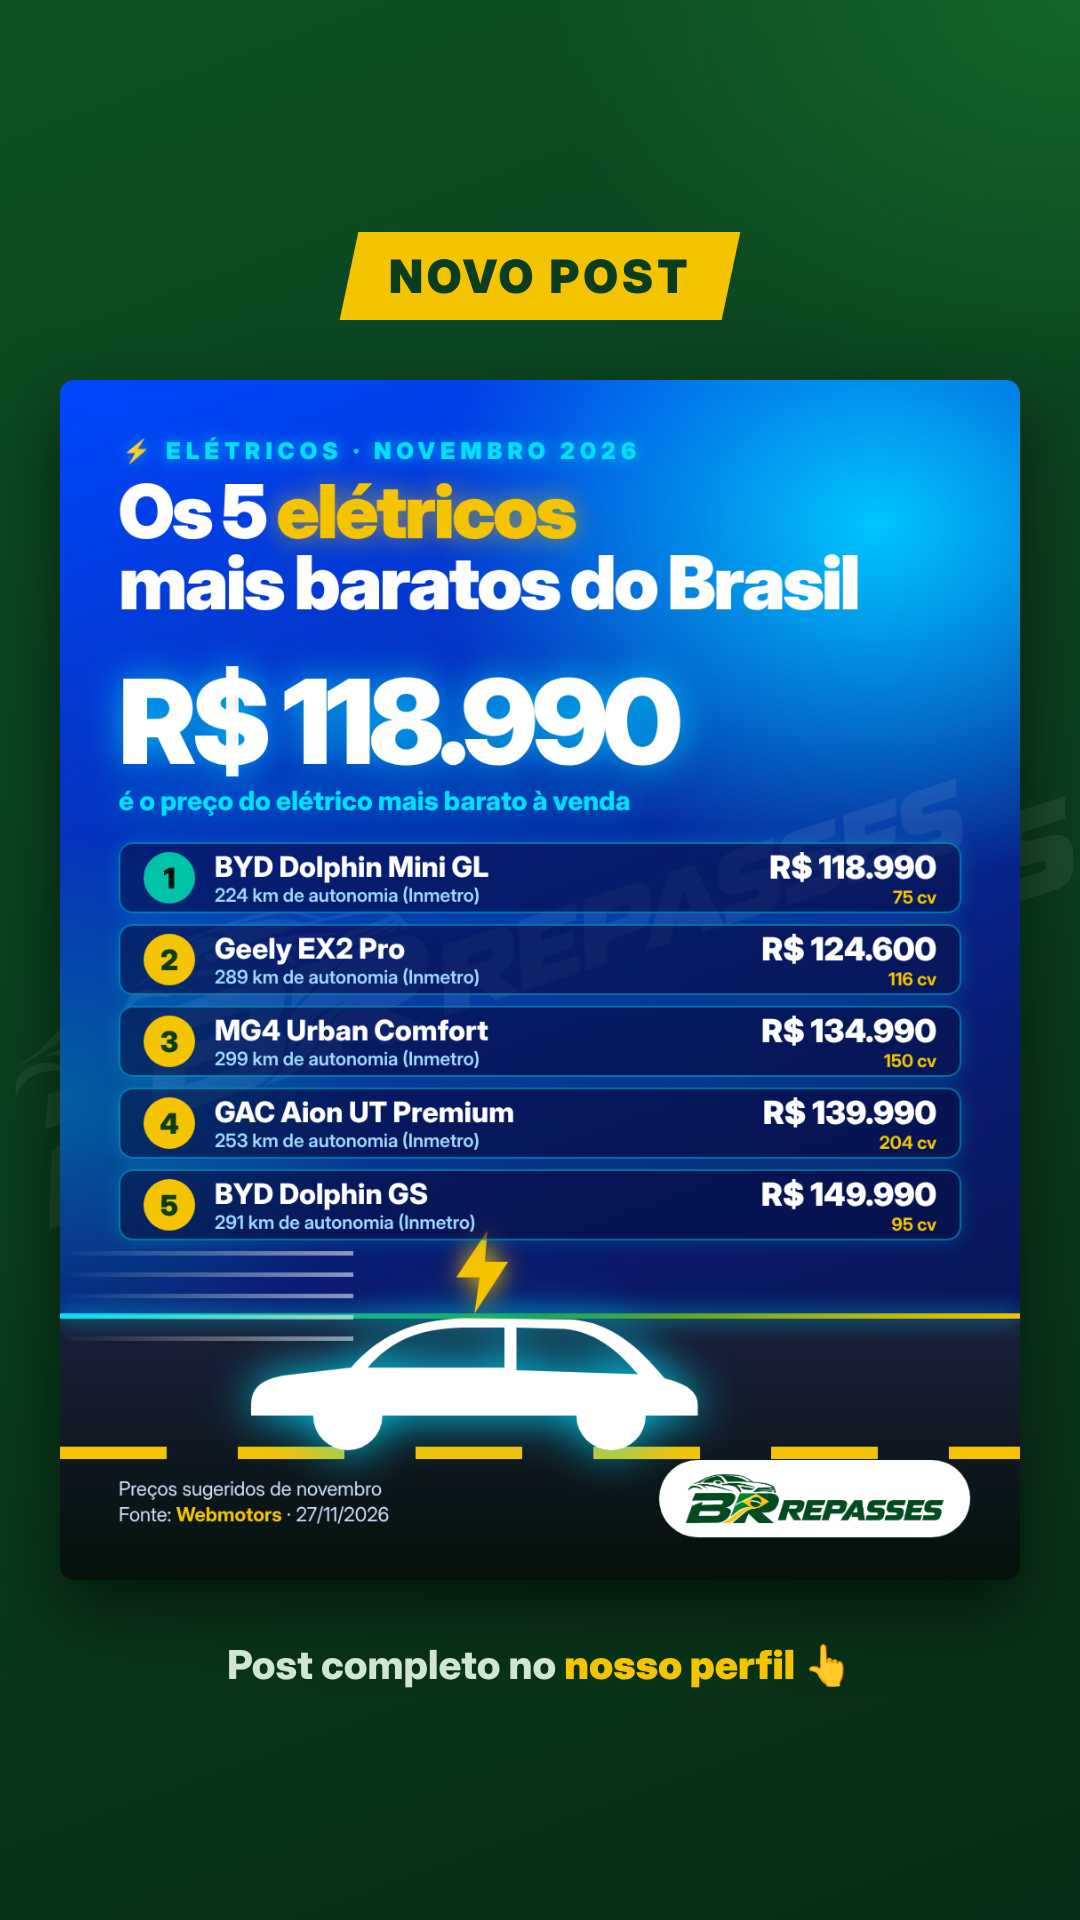 NOVO POST
⚡ ELÉTRICOS · NOVEMBRO 2026
Os 5 elétricos
mais baratos do Brasil
R$ 118.990
é o preço do elétrico mais barato à venda
1 BYD Dolphin Mini GL R$ 118.990
224 km de autonomia (Inmetro) 75 cv
2 Geely EX2 Pro R$ 124.600
289 km de autonomia (Inmetro) 116 cv
3 MG4 Urban Comfort R$ 134.990
299 km de autonomia (Inmetro) 150 cv
4 GAC Aion UT Premium R$ 139.990
253 km de autonomia (Inmetro) 204 cv
5 BYD Dolphin GS R$ 149.990
291 km de autonomia (Inmetro) 95 cv
BR REPASSES
Preços sugeridos de novembro
Fonte: Webmotors · 27/11/2026
BR REPASSES
Post completo no nosso perfil 👆